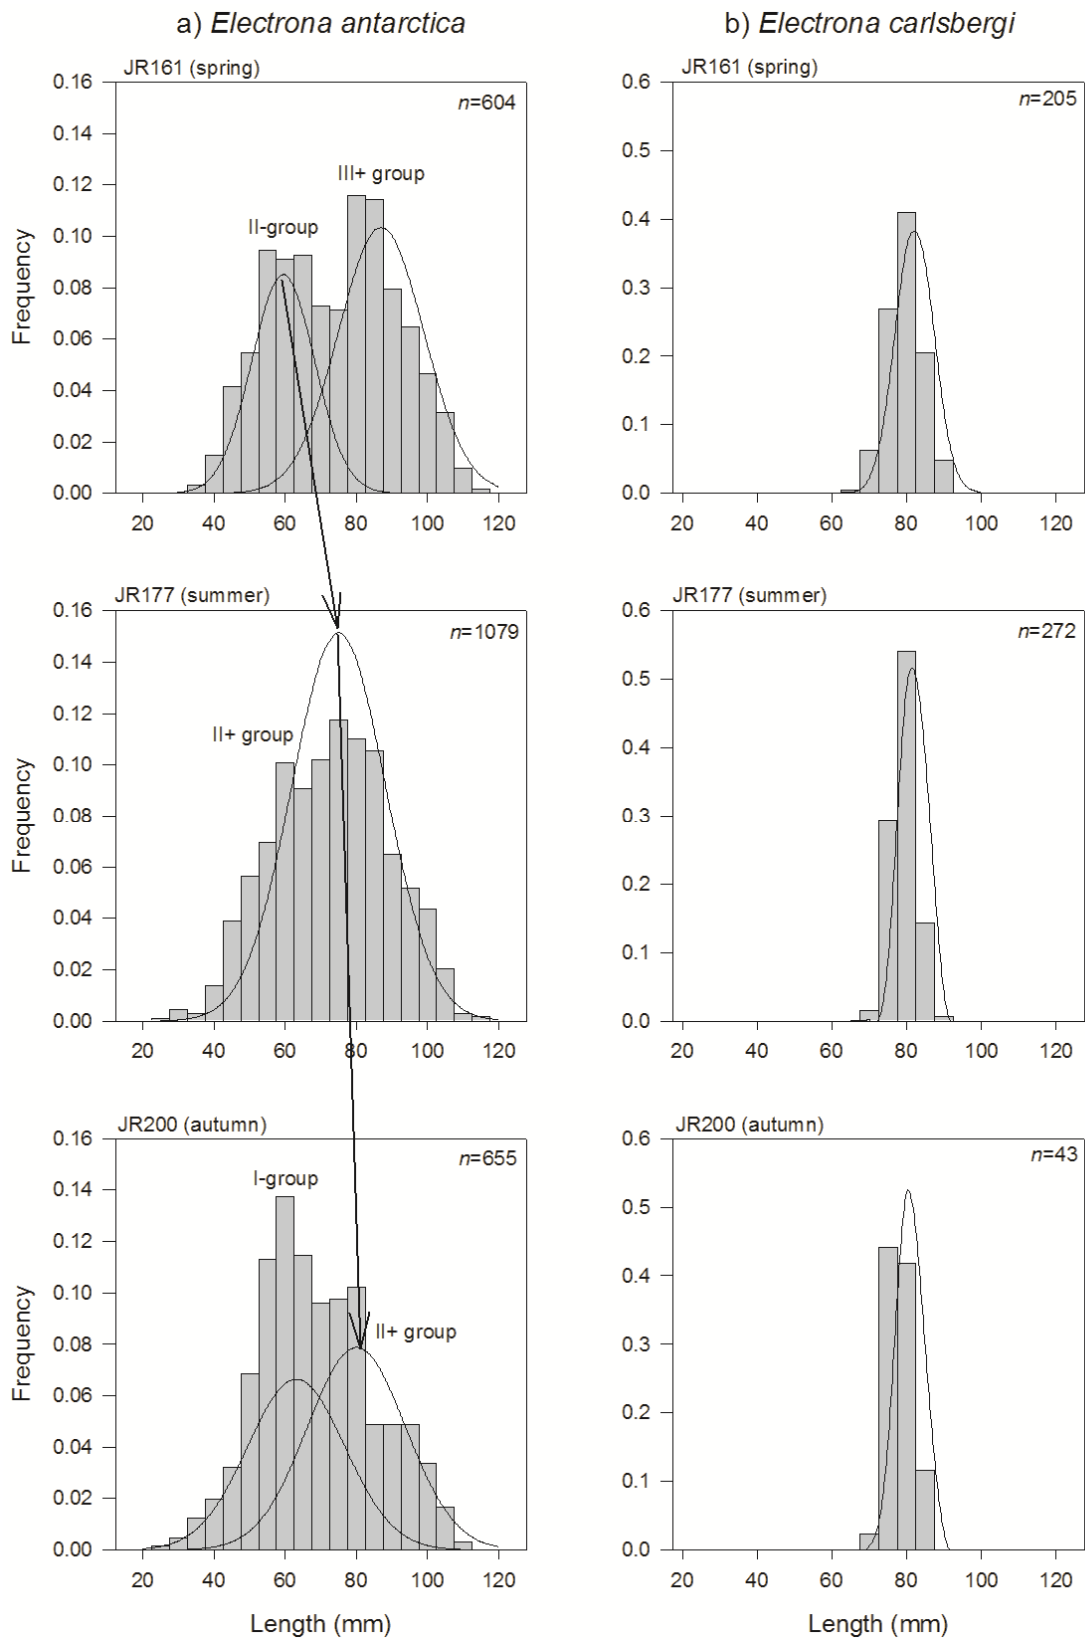 a) Electrona antarctica
b) Electrona carlsbergi
JR161 (spring)
n=604
III+ group
II-group
Frequency
0.16
0.14
0.12
0.10
0.08
0.06
0.04
0.02
0.00
20 40 60 80 100 120
JR161 (spring)
n=205
0.6
0.5
0.4
0.3
0.2
0.1
0.0
20 40 60 80 100 120
JR177 (summer)
n=1079
II+ group
Frequency
0.16
0.14
0.12
0.10
0.08
0.06
0.04
0.02
0.00
20 40 60 80 100 120
JR177 (summer)
n=272
0.6
0.5
0.4
0.3
0.2
0.1
0.0
20 40 60 80 100 120
JR200 (autumn)
n=655
I-group
II+ group
Frequency
0.16
0.14
0.12
0.10
0.08
0.06
0.04
0.02
0.00
20 40 60 80 100 120
Length (mm)
JR200 (autumn)
n=43
0.6
0.5
0.4
0.3
0.2
0.1
0.0
20 40 60 80 100 120
Length (mm)